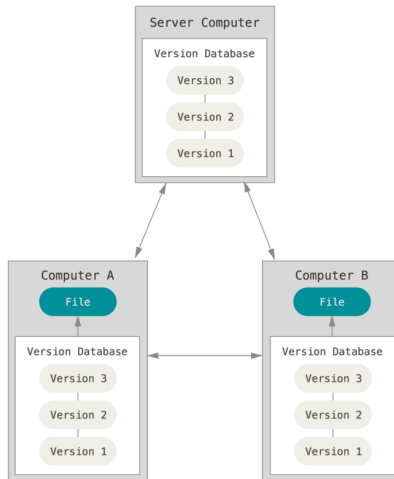 Server Computer
Version Database
Version 3
Version 2
Version 1
Computer A
File
Version Database
Version 3
Version 2
Version 1
Computer B
File
Version Database
Version 3
Version 2
Version 1